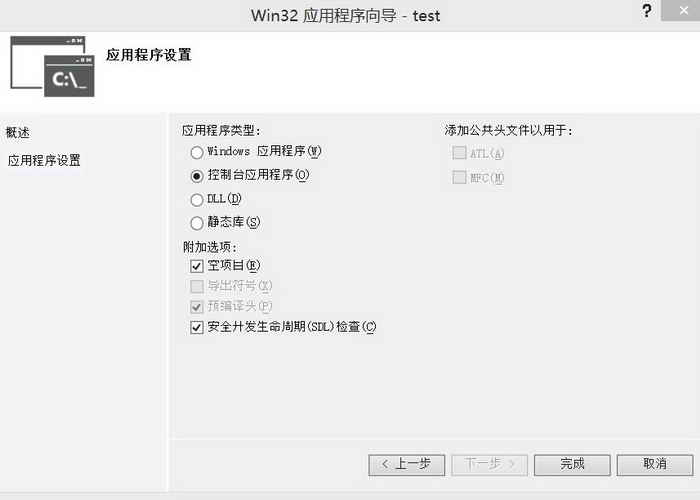 Win32 应用程序向导 - test
?
×
C:\_
应用程序设置
概述
应用程序设置
应用程序类型:
Windows 应用程序(W)
控制台应用程序(O)
DLL(D)
静态库(S)
附加选项:
空项目(E)
导出符号(X)
预编译头(P)
安全开发生命周期(SDL)检查(C)
添加公共头文件以用于:
ATL(A)
MFC(M)
< 上一步
下一步 >
完成
取消